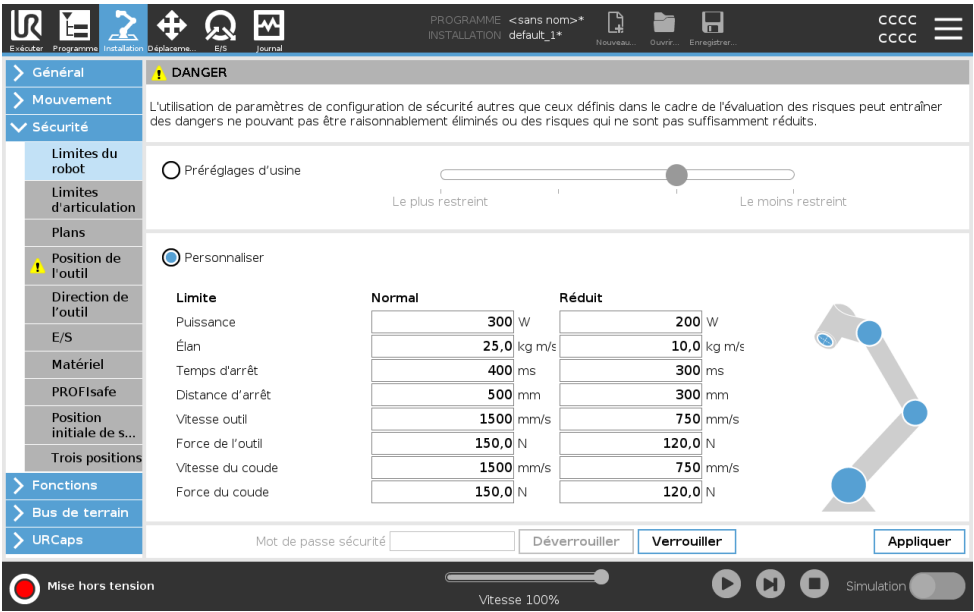 UR
Exécuter
Programme
Installation
Déplaceme...
E/S
Journal
PROGRAMME <sans nom>*
INSTALLATION default_1*
Nouveau...
Ouvrir...
Enregistrer...
CCCC
CCCC
Général
Mouvement
Sécurité
Limites du
robot
Limites
d'articulation
Plans
Position de
l'outil
Direction de
l’outil
E/S
Matériel
PROFIsafe
Position
initiale de s...
Trois positions
Fonctions
Bus de terrain
URCaps
DANGER
L'utilisation de paramètres de configuration de sécurité autres que ceux définis dans le cadre de l'évaluation des risques peut entraîner
des dangers ne pouvant pas être raisonnablement éliminés ou des risques qui ne sont pas suffisamment réduits.
Préréglages d’usine
Le plus restreint Le moins restreint
Personnaliser
Limite Normal Réduit
Puissance 300 W 200 W
Élan 25,0 kg m/s 10,0 kg m/s
Temps d'arrêt 400 ms 300 ms
Distance d’arrêt 500 mm 300 mm
Vitesse outil 1500 mm/s 750 mm/s
Force de l’outil 150,0 N 120,0 N
Vitesse du coude 1500 mm/s 750 mm/s
Force du coude 150,0 N 120,0 N
Mot de passe sécurité Déverrouiller Verrouiller Appliquer
Mise hors tension
Vitesse 100%
Simulation